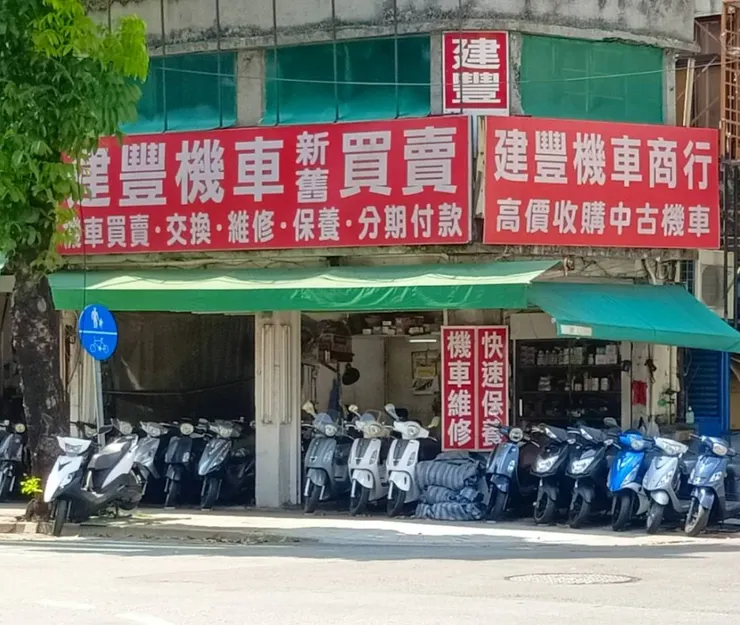 建豐
建豐機車新舊買賣
機車買賣·交換·維修·保養·分期付款
建豐機車商行
高價收購中古機車
機車維修
快速保養